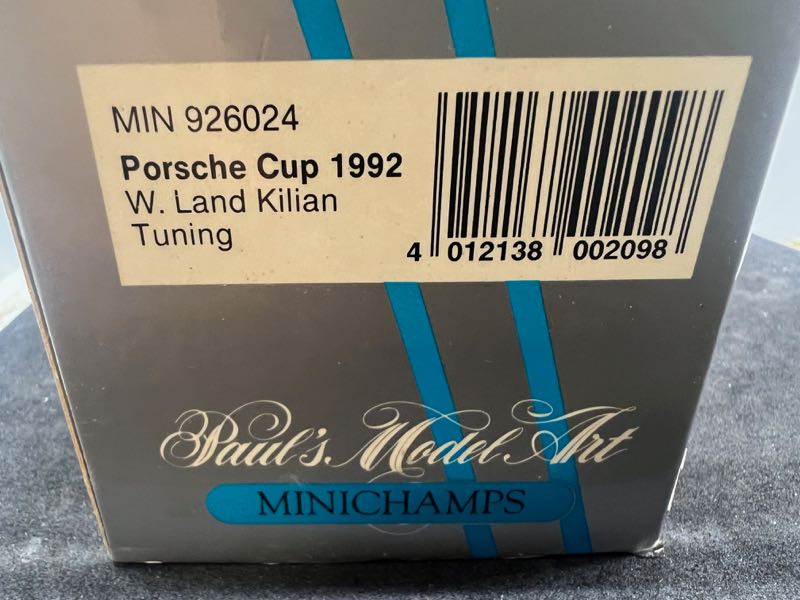 MIN 926024
Porsche Cup 1992
W. Land Kilian
Tuning
4 012138 002098
Paul's Model Art
MINICHAMPS